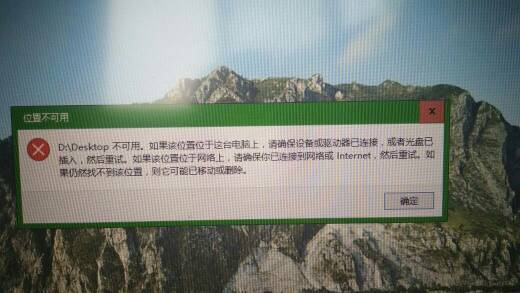 位置不可用
X
D:\Desktop 不可用。如果该位置位于这台电脑上，请确保设备或驱动器已连接，或者光盘已
插入，然后重试。如果该位置位于网络上，请确保你已连接到网络或 Internet，然后重试。如
果仍然找不到该位置，则它可能已移动或删除。
确定